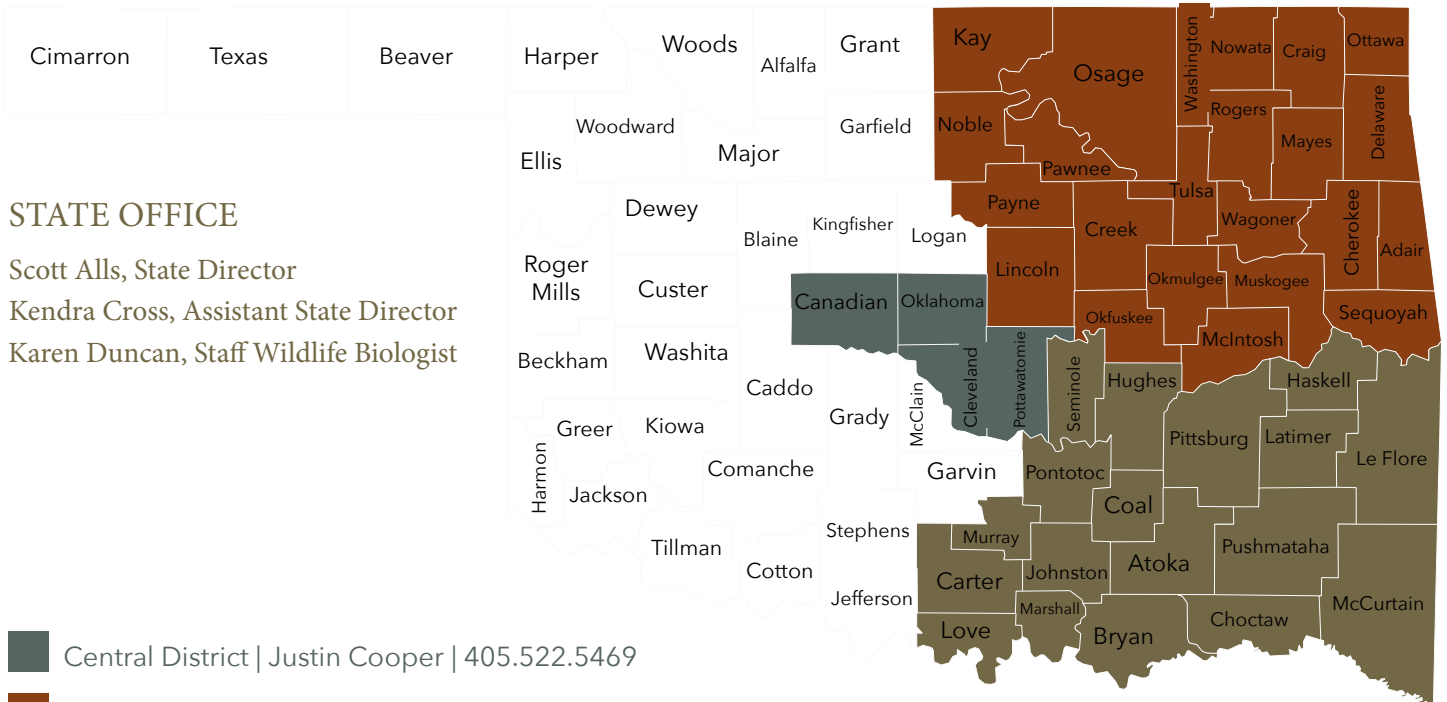 Cimarron
Texas
Beaver
Harper
Woods
Alfalfa
Grant
Kay
Osage
Washington
Nowata
Craig
Ottawa
Woodward
Garfield
Noble
Rogers
Delaware
Ellis
Major
Mayes
Pawnee
Tulsa
Dewey
Blaine
Kingfisher
Logan
Payne
Creek
Wagoner
Cherokee
Adair
STATE OFFICE
Scott Alls, State Director
Kendra Cross, Assistant State Director
Karen Duncan, Staff Wildlife Biologist
Roger
Mills
Custer
Canadian
Oklahoma
Lincoln
Okmulgee
Muskogee
Sequoyah
Okfuskee
McIntosh
Beckham
Washita
Caddo
Grady
McClain
Cleveland
Pottawatomie
Seminole
Hughes
Haskell
Greer
Kiowa
Pittsburg
Latimer
Le Flore
Harmon
Jackson
Comanche
Garvin
Pontotoc
Coal
Tillman
Cotton
Stephens
Murray
Johnston
Atoka
Pushmataha
Jefferson
Carter
Marshall
Love
Bryan
Choctaw
McCurtain
Central District | Justin Cooper | 405.522.5469